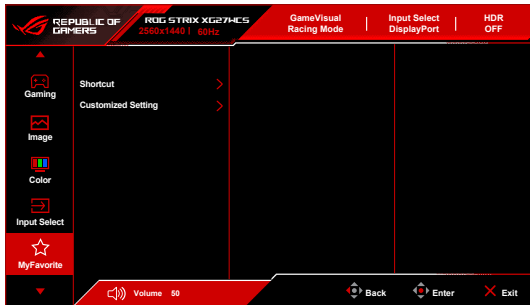 REPUBLIC OF
GAMERS
ROG STRIX XG27WCS
2560x1440 | 60Hz
GameVisual
Racing Mode
Input Select
DisplayPort
HDR
OFF
Gaming
Shortcut
Customized Setting
Image
Color
Input Select
MyFavorite
Volume 50
Back
Enter
Exit